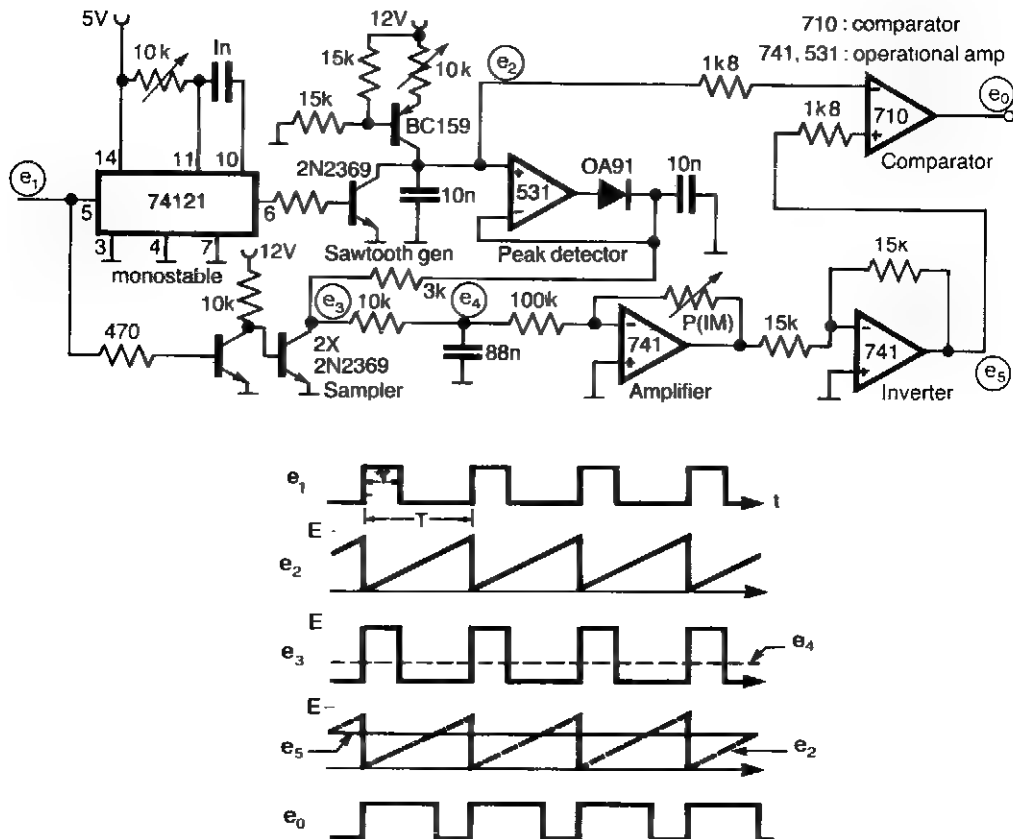 5V
12V
710 : comparator
741, 531 : operational amp
10k
In
15k
10k
e2
1k8
e0
15k
BC159
1k8
710
Comparator
14
11
10
2N2369
OA91
10n
e1
5
74121
6
10n
531
3
4
7
12V
Sawtooth gen
Peak detector
15k
monostable
10k
3k
e3
10k
e4
100k
P(IM)
15k
470
2X
2N2369
88n
741
741
e5
Sampler
Amplifier
Inverter
e1
t
T
E
e2
E
e3
e4
E
e5
e2
e0